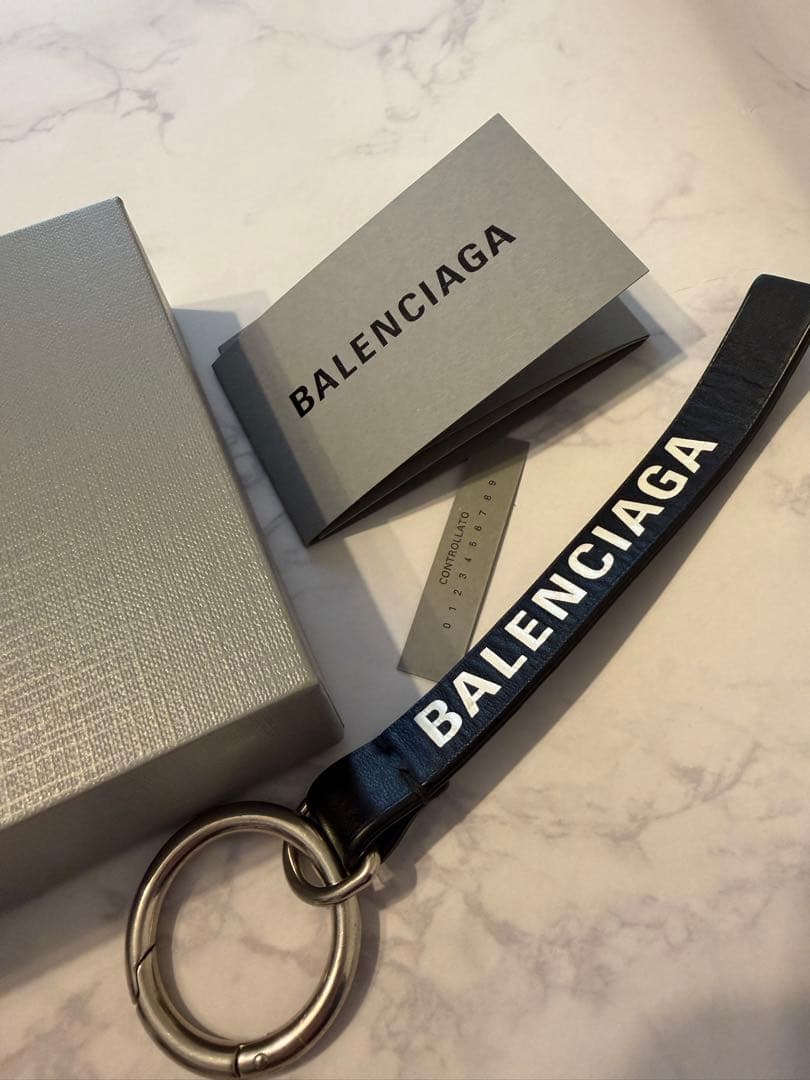 BALENCIAGA
CONTROLLATO
0 1 2 3 4 5 6 7 8 9
BALENCIAGA